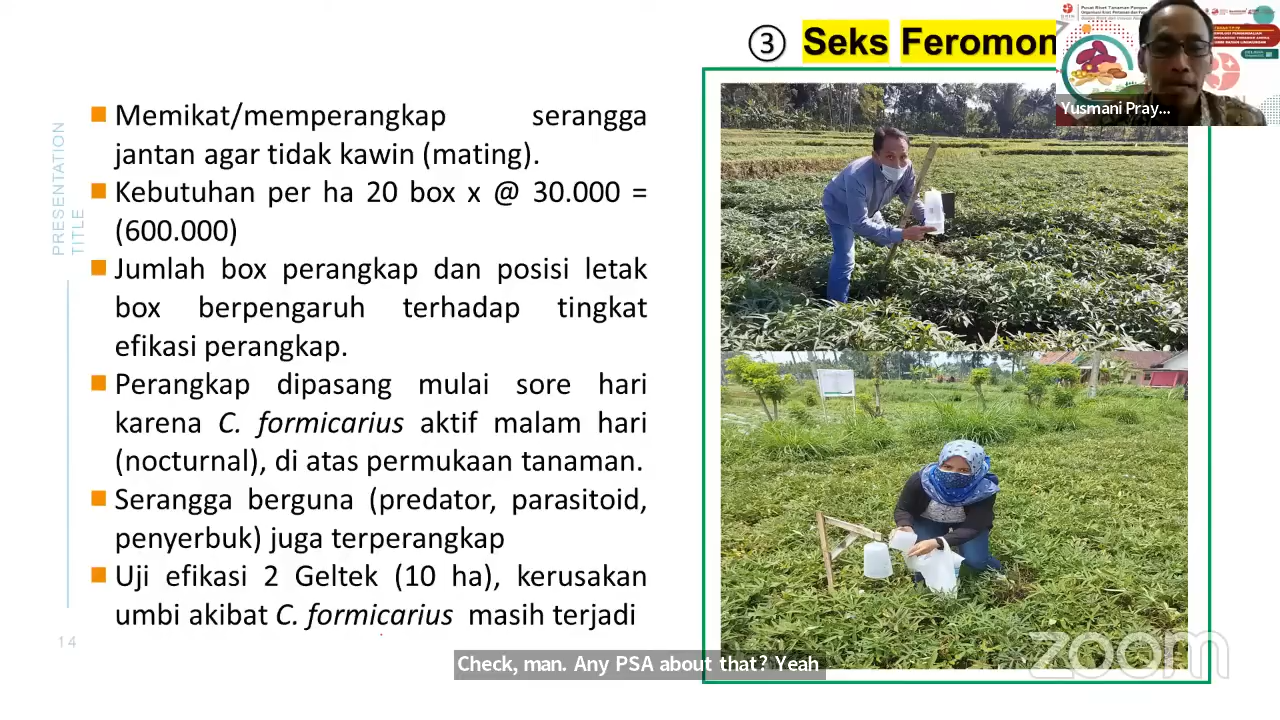 ③ Seks Feromon
Memikat/memperangkap serangga
jantan agar tidak kawin (mating).
Kebutuhan per ha 20 box x @ 30.000 =
(600.000)
Jumlah box perangkap dan posisi letak
box berpengaruh terhadap tingkat
efikasi perangkap.
Perangkap dipasang mulai sore hari
karena C. formicarius aktif malam hari
(nocturnal), di atas permukaan tanaman.
Serangga berguna (predator, parasitoid,
penyerbuk) juga terperangkap
Uji efikasi 2 Geltek (10 ha), kerusakan
umbi akibat C. formicarius masih terjadi
PRESENTATION
TITLE
14
Yusmani Pray...
Check, man. Any PSA about that? Yeah
zoom